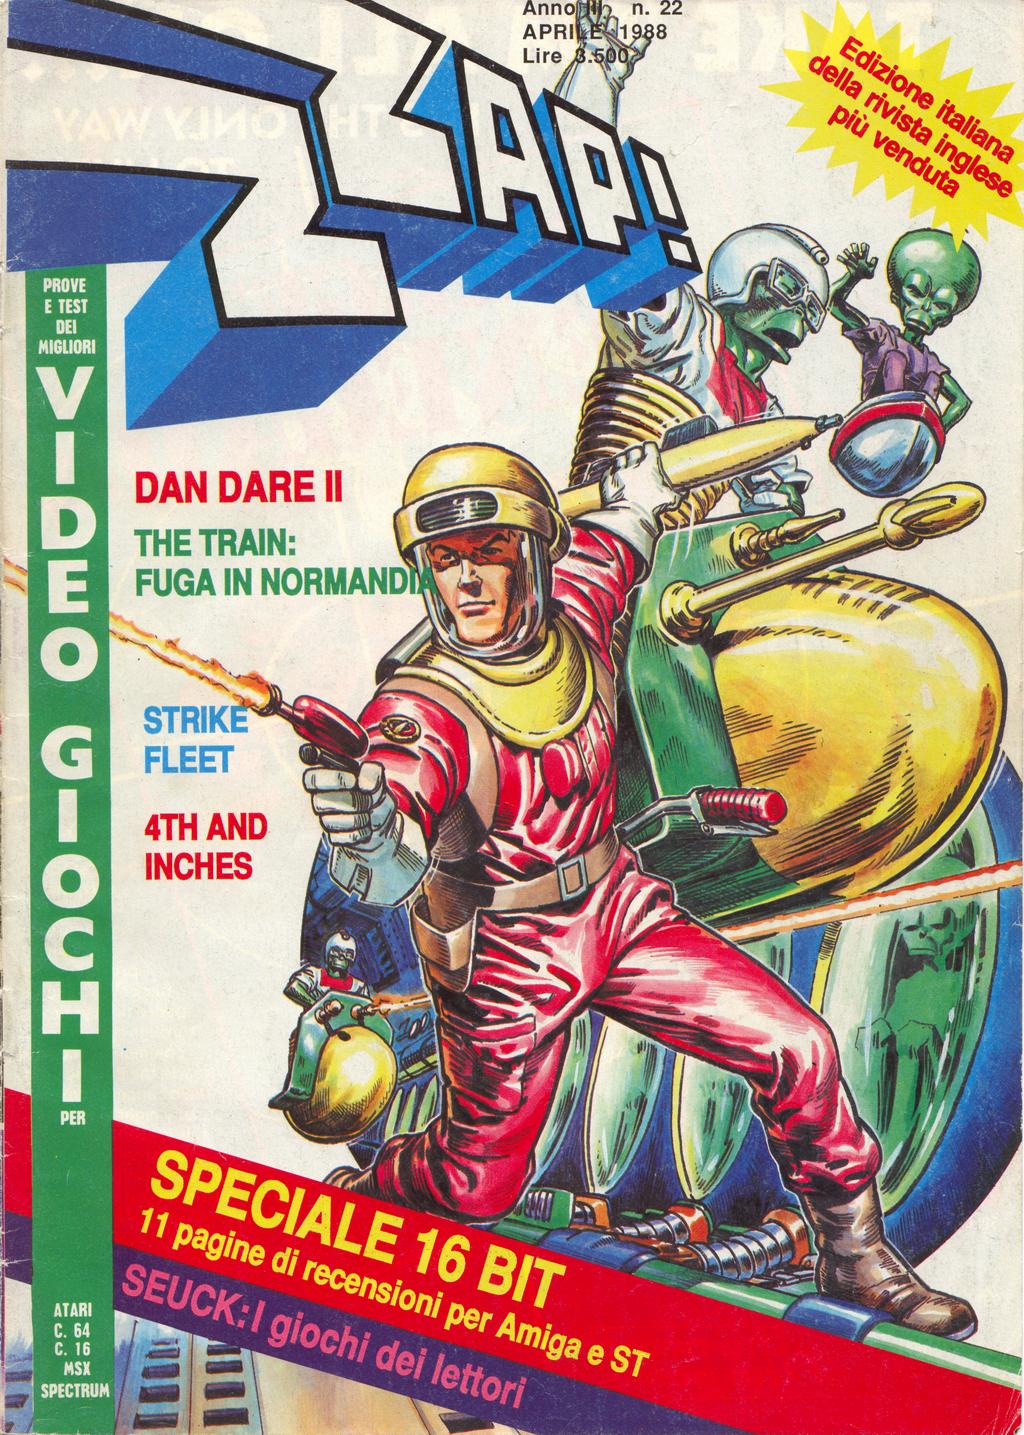 Anno III n. 22
APRILE 1988
Lire 3.500
ZZAP!
Edizione italiana
della rivista inglese
più venduta
PROVE
E TEST
DEI
MIGLIORI
VIDEO GIOCHI
PER
ATARI
C. 64
C. 16
MSX
SPECTRUM
DAN DARE II
THE TRAIN:
FUGA IN NORMANDIA
STRIKE
FLEET
4TH AND
INCHES
SPECIALE 16 BIT
11 pagine di recensioni per Amiga e ST
SEUCK: I giochi dei lettori